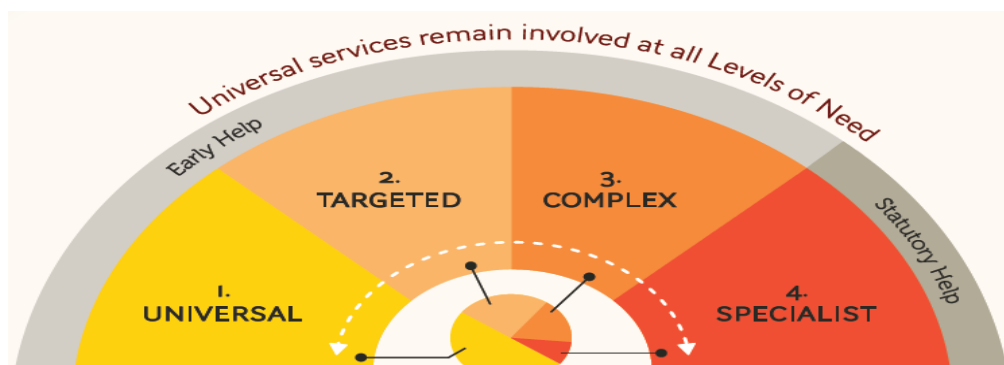 Universal services remain involved at all Levels of Need
Early Help
2.
TARGETED
3.
COMPLEX
Statutory Help
1.
UNIVERSAL
4.
SPECIALIST